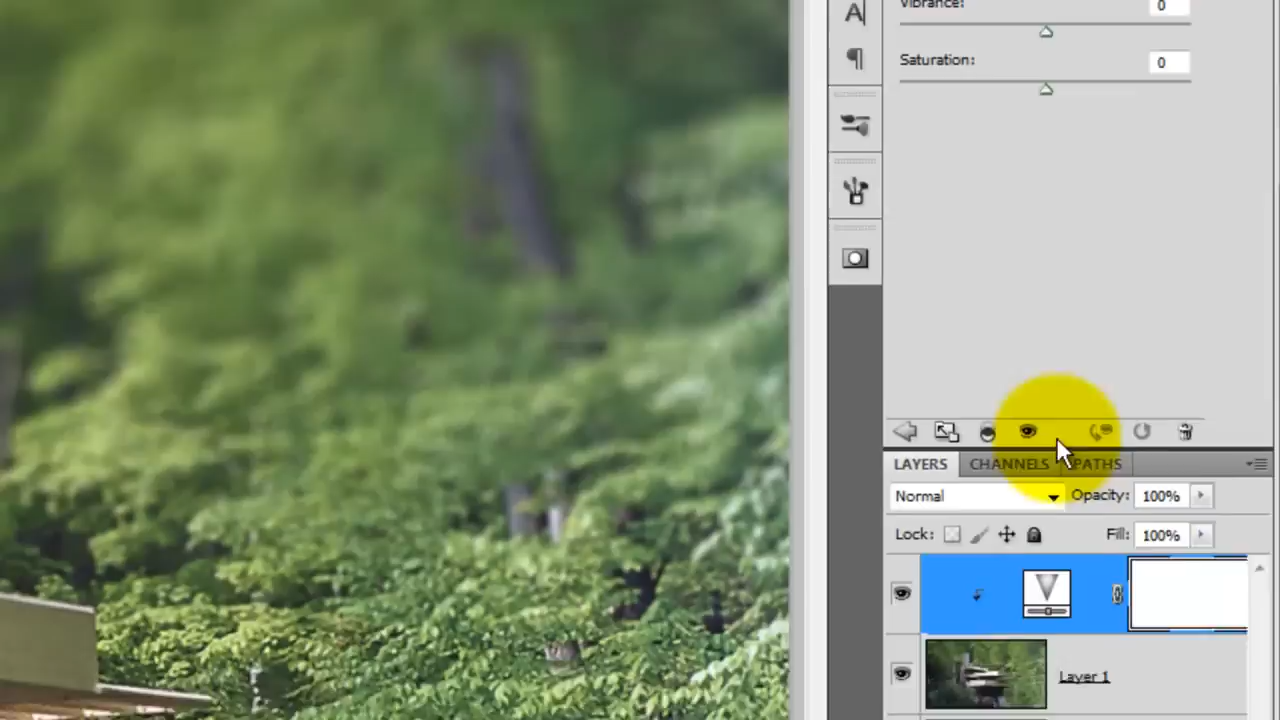 Vibrance: 0
A
Saturation: 0
LAYERS CHANNELS PATHS
Normal Opacity: 100%
Lock: Fill: 100%
Layer 1